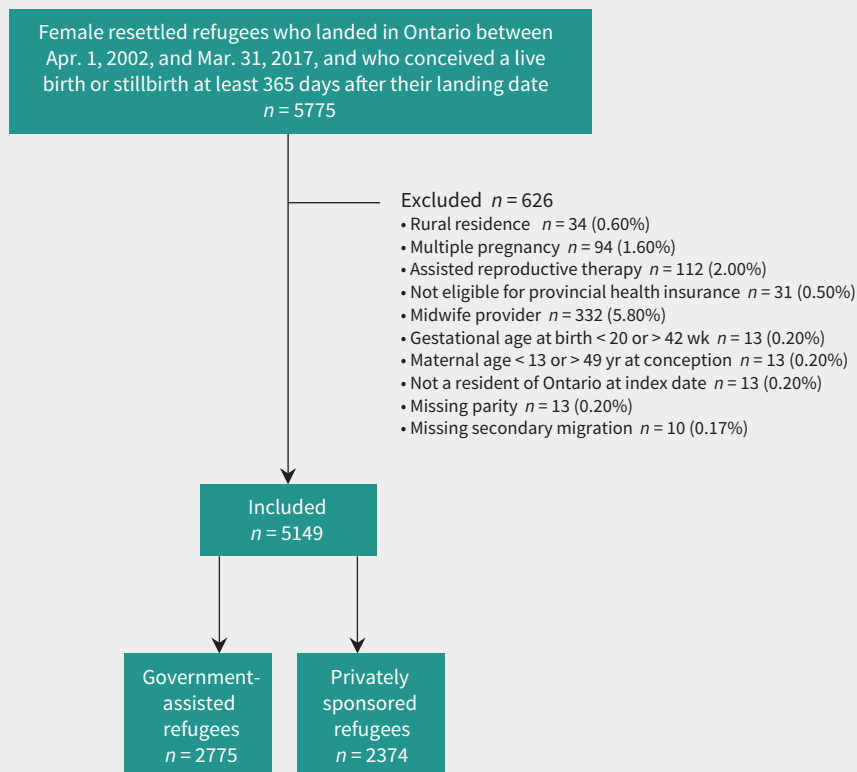 Female resettled refugees who landed in Ontario between
Apr. 1, 2002, and Mar. 31, 2017, and who conceived a live
birth or stillbirth at least 365 days after their landing date
n = 5775
Excluded n = 626
• Rural residence n = 34 (0.60%)
• Multiple pregnancy n = 94 (1.60%)
• Assisted reproductive therapy n = 112 (2.00%)
• Not eligible for provincial health insurance n = 31 (0.50%)
• Midwife provider n = 332 (5.80%)
• Gestational age at birth < 20 or > 42 wk n = 13 (0.20%)
• Maternal age < 13 or > 49 yr at conception n = 13 (0.20%)
• Not a resident of Ontario at index date n = 13 (0.20%)
• Missing parity n = 13 (0.20%)
• Missing secondary migration n = 10 (0.17%)
Included
n = 5149
Government-
assisted
refugees
n = 2775
Privately
sponsored
refugees
n = 2374